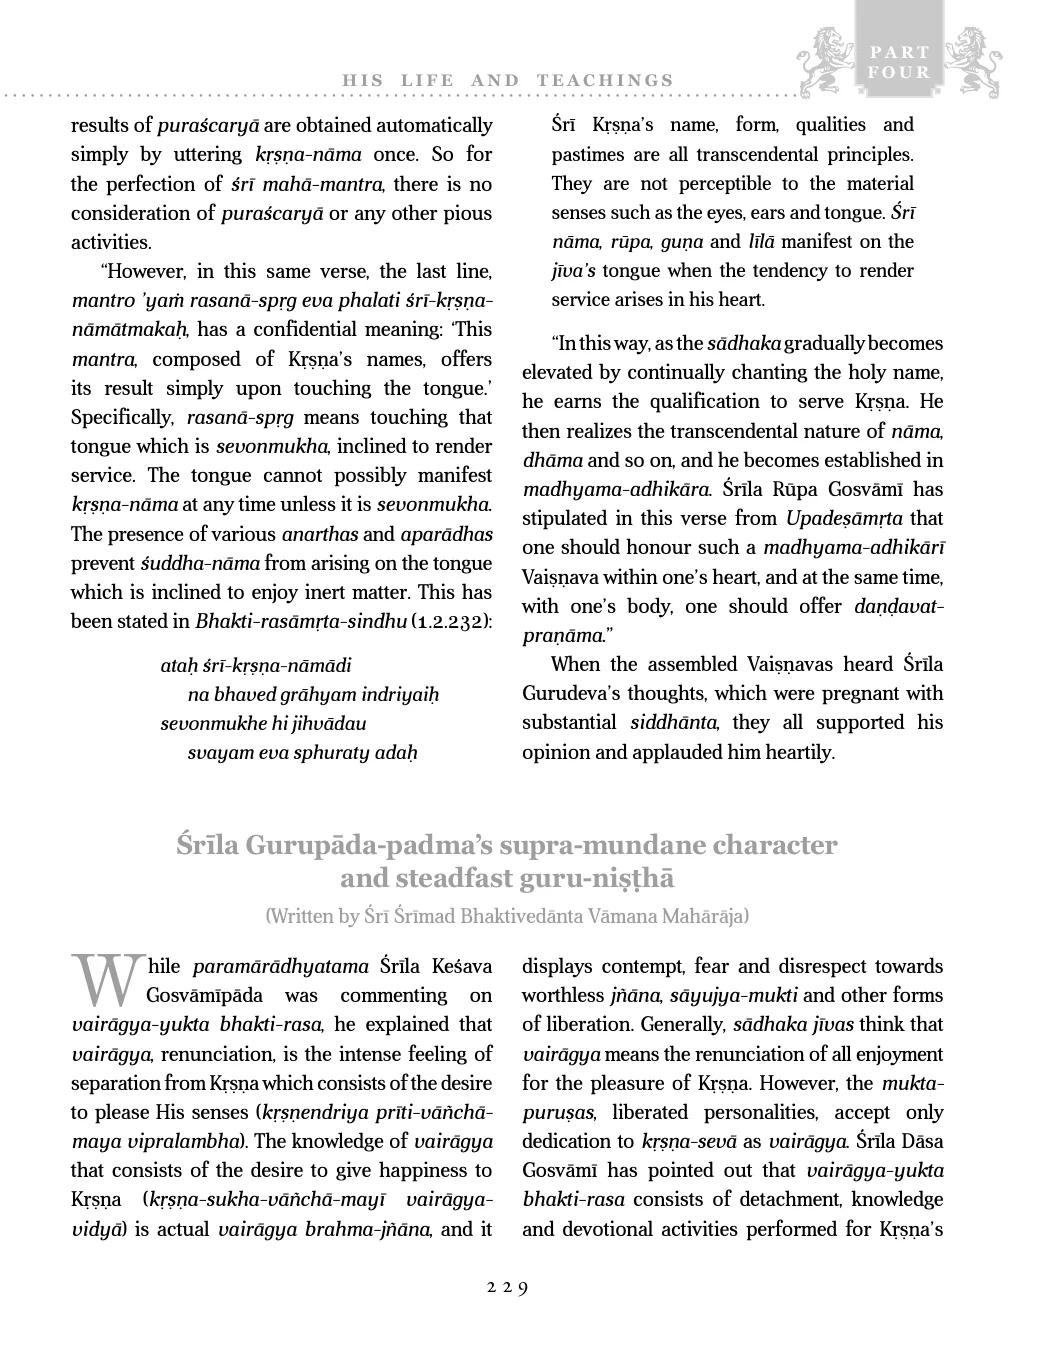 PART
FOUR
HIS LIFE AND TEACHINGS
results of puraścaryā are obtained automatically
simply by uttering kṛṣṇa-nāma once. So for
the perfection of śrī mahā-mantra, there is no
consideration of puraścaryā or any other pious
activities.
“However, in this same verse, the last line,
mantro ’yaṁ rasanā-spṛg eva phalati śrī-kṛṣṇa-
nāmātmakaḥ, has a confidential meaning: ‘This
mantra, composed of Kṛṣṇa’s names, offers
its result simply upon touching the tongue.’
Specifically, rasanā-spṛg means touching that
tongue which is sevonmukha, inclined to render
service. The tongue cannot possibly manifest
kṛṣṇa-nāma at any time unless it is sevonmukha.
The presence of various anarthas and aparādhas
prevent śuddha-nāma from arising on the tongue
which is inclined to enjoy inert matter. This has
been stated in Bhakti-rasāmṛta-sindhu (1.2.232):
ataḥ śrī-kṛṣṇa-nāmādi
na bhaved grāhyam indriyaiḥ
sevonmukhe hi jihvādau
svayam eva sphuraty adaḥ
Śrī Kṛṣṇa’s name, form, qualities and
pastimes are all transcendental principles.
They are not perceptible to the material
senses such as the eyes, ears and tongue. Śrī
nāma, rūpa, guṇa and līlā manifest on the
jīva’s tongue when the tendency to render
service arises in his heart.
“In this way, as the sādhaka gradually becomes
elevated by continually chanting the holy name,
he earns the qualification to serve Kṛṣṇa. He
then realizes the transcendental nature of nāma,
dhāma and so on, and he becomes established in
madhyama-adhikāra. Śrīla Rūpa Gosvāmī has
stipulated in this verse from Upadeṣāmṛta that
one should honour such a madhyama-adhikārī
Vaiṣṇava within one’s heart, and at the same time,
with one’s body, one should offer daṇḍavat-
praṇāma.”
When the assembled Vaiṣṇavas heard Śrīla
Gurudeva’s thoughts, which were pregnant with
substantial siddhānta, they all supported his
opinion and applauded him heartily.
Śrīla Gurupāda-padma’s supra-mundane character
and steadfast guru-niṣṭhā
(Written by Śrī Śrīmad Bhaktivedānta Vāmana Mahārāja)
While paramārādhyatama Śrīla Keśava
Gosvāmīpāda was commenting on
vairāgya-yukta bhakti-rasa, he explained that
vairāgya, renunciation, is the intense feeling of
separation from Kṛṣṇa which consists of the desire
to please His senses (kṛṣṇendriya prīti-vāñchā-
maya vipralambha). The knowledge of vairāgya
that consists of the desire to give happiness to
Kṛṣṇa (kṛṣṇa-sukha-vāñchā-mayī vairāgya-
vidyā) is actual vairāgya brahma-jñāna, and it
displays contempt, fear and disrespect towards
worthless jñāna, sāyujya-mukti and other forms
of liberation. Generally, sādhaka jīvas think that
vairāgya means the renunciation of all enjoyment
for the pleasure of Kṛṣṇa. However, the mukta-
puruṣas, liberated personalities, accept only
dedication to kṛṣṇa-sevā as vairāgya. Śrīla Dāsa
Gosvāmī has pointed out that vairāgya-yukta
bhakti-rasa consists of detachment, knowledge
and devotional activities performed for Kṛṣṇa’s
229